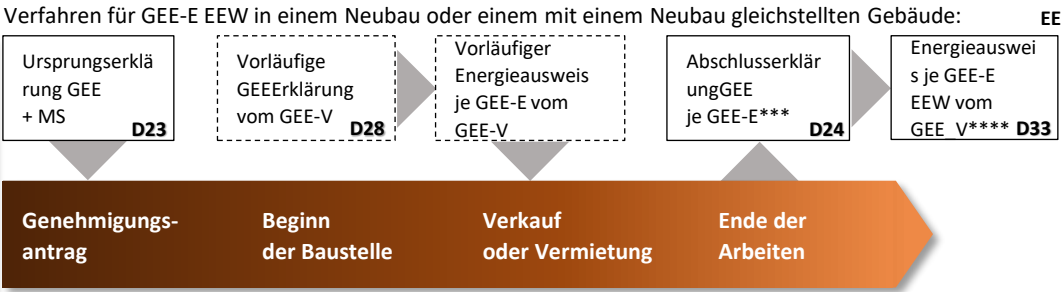 Verfahren für GEE-E EEW in einem Neubau oder einem mit einem Neubau gleichstellten Gebäude:
EE
Ursprungserklä
rung GEE
+ MS
D23
Vorläufige
GEEErklärung
vom GEE-V
D28
Vorläufiger
Energieausweis
je GEE-E vom
GEE-V
Abschlusserklär
ungGEE
je GEE-E***
D24
Energieauswei
s je GEE-E
EEW vom
GEE_V**** D33
Genehmigungs-
antrag
Beginn
der Baustelle
Verkauf
oder Vermietung
Ende der
Arbeiten